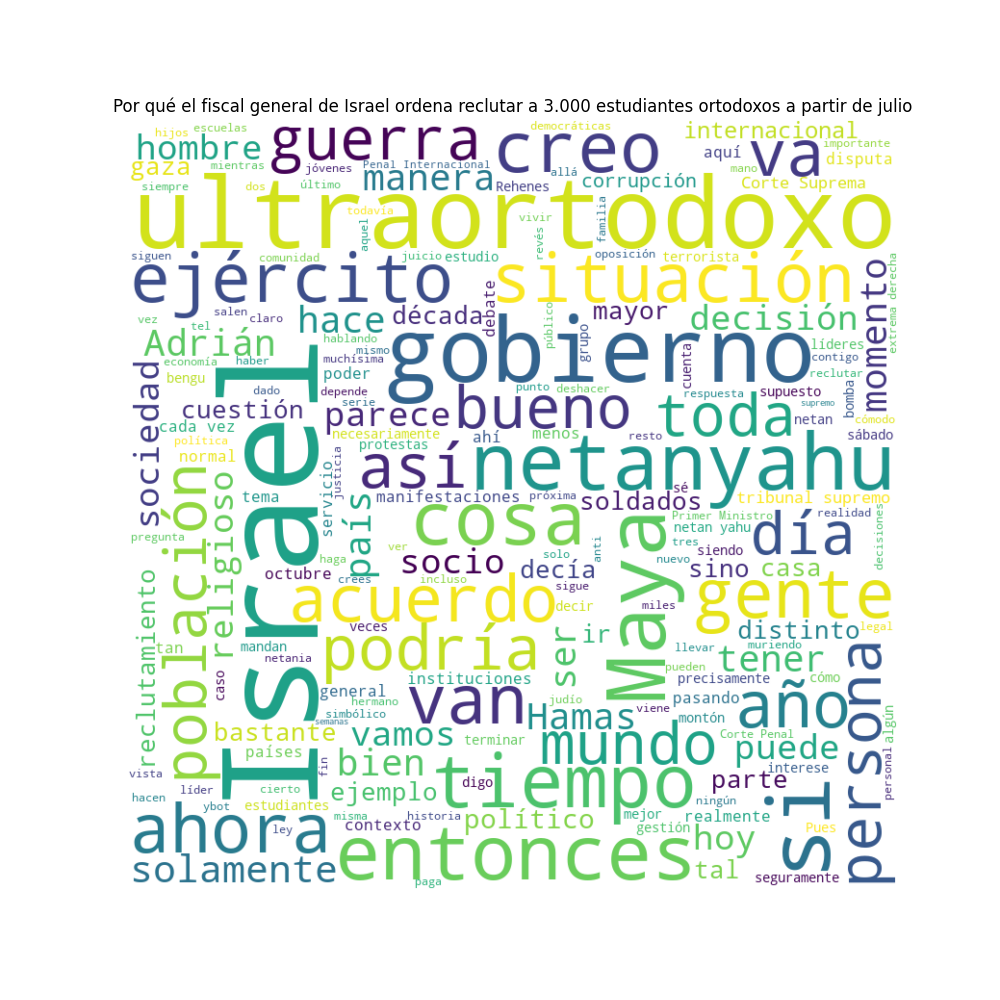 Por qué el fiscal general de Israel ordena reclutar a 3.000 estudiantes ortodoxos a partir de julio
hijos
escuelas
hombre
guerra
creo
democráticas
va
internacional
aquí
importante
disputa
gaza
mientras
jóvenes
Penal Internacional
manera
Rehenes
allá
corrupción
mano
Corte Suprema
siempre
dos
último
ultraortodoxo
todavía
aquel
vivir
revés
familia
siguen
comunidad
juicio
estudio
oposición
terrorista
ejército
situación
momento
extrema derecha
vez
tel
salen
claro
hace
década
debate
mayor
decisión
público
grupo
Adrián
hablando
mismo
gobierno
cuenta
líderes
contigo
reclutar
economía
haber
muchísima
bengu
dado
poder
depende
serie
punto
deshacer
respuesta
supuesto
bomba
supremo
sociedad
cuestión
parece
bueno
toda
netan
cómodo
cada vez
necesariamente
ahí
menos
resto
sábado
política
protestas
normal
justicia
así
netanyahu
Israel
población
religioso
tema
servicio
país
manifestaciones
próxima
soldados
sé
tribunal supremo
pregunta
cosa
Maya
Primer Ministro
realidad
netan yahu
día
decisiones
haga
ver
socio
solo
anti
tres
nuevo
siendo
octubre
crees
incluso
sigue
decía
sino
casa
reclutamiento
tan
acuerdo
decir
miles
gente
legal
veces
podría
ser
ir
distinto
mandan
netania
caso
llevar
muriendo
tener
pueden
cómo
persona
general
instituciones
precisamente
hermano
judío
viene
pasando
simbólico
semanas
van
Hamas
montón
año
algún
bastante
vamos
terminar
mundo
Corte Penal
puede
países
fin
bien
tiempo
interese
personal
vista
hacen
líder
cierto
digo
parte
ejemplo
ningún
si
ybot
estudiantes
ahora
ley
misma
historia
contexto
político
mejor
gestión
realmente
Pues
entonces
hoy
solamente
tal
seguramente
paga